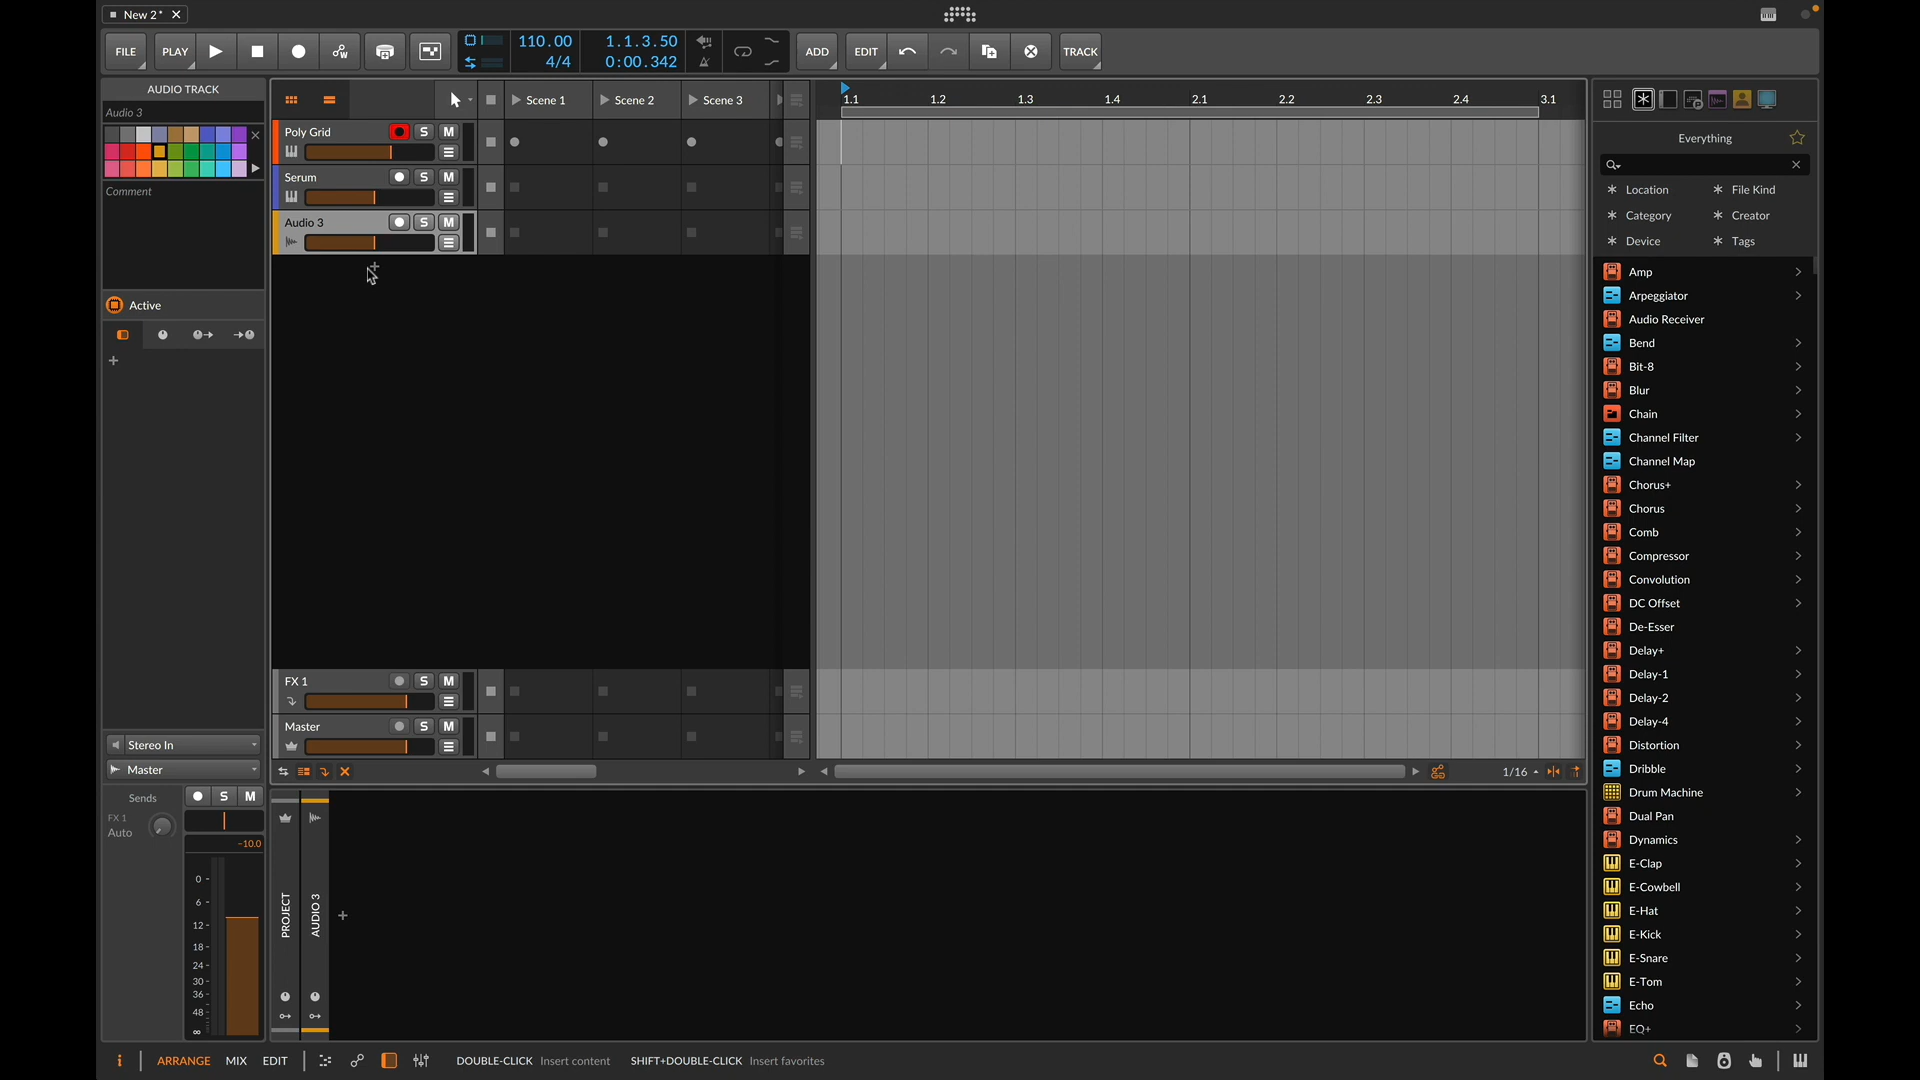 New 2*
FILE
PLAY
110.00
4/4
1.1.3.50
0:00.342
ADD
EDIT
TRACK
AUDIO TRACK
Audio 3
Comment
Active
Stereo In
Master
Sends
FX 1
Auto
S
M
-10.0
0
6
12
18
24
30
36
48
∞
Scene 1
Scene 2
Scene 3
Poly Grid
S
M
Serum
S
M
Audio 3
S
M
FX 1
S
M
Master
S
M
1.1
1.2
1.3
1.4
2.1
2.2
2.3
2.4
3.1
1/16
PROJECT
AUDIO 3
Everything
Location
File Kind
Category
Creator
Device
Tags
Amp
Arpeggiator
Audio Receiver
Bend
Bit-8
Blur
Chain
Channel Filter
Channel Map
Chorus+
Chorus
Comb
Compressor
Convolution
DC Offset
De-Esser
Delay+
Delay-1
Delay-2
Delay-4
Distortion
Dribble
Drum Machine
Dual Pan
Dynamics
E-Clap
E-Cowbell
E-Hat
E-Kick
E-Snare
E-Tom
Echo
EQ+
i
ARRANGE
MIX
EDIT
DOUBLE-CLICK Insert content
SHIFT+DOUBLE-CLICK Insert favorites